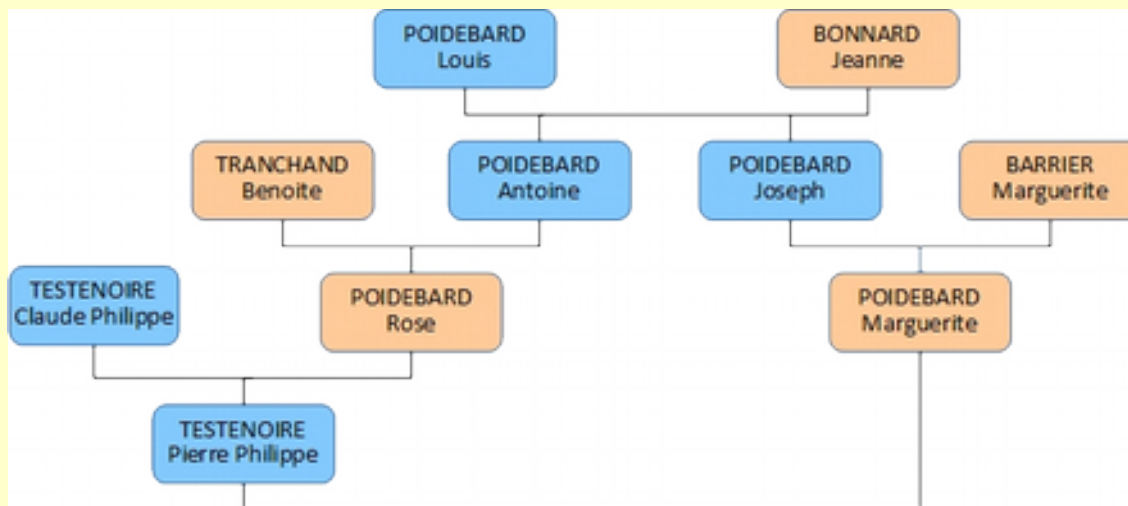 POIDEBARD
Louis
BONNARD
Jeanne
TRANCHAND
Benoite
POIDEBARD
Antoine
POIDEBARD
Joseph
BARRIER
Marguerite
TESTENOIRE
Claude Philippe
POIDEBARD
Rose
POIDEBARD
Marguerite
TESTENOIRE
Pierre Philippe